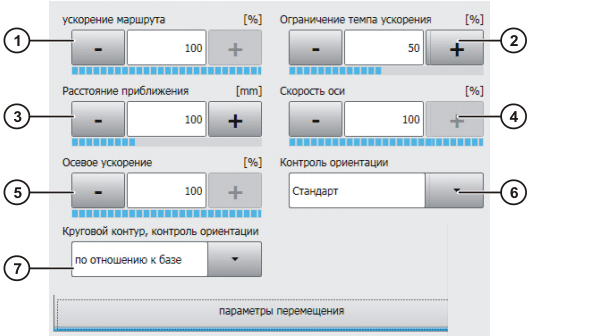 ускорение маршрута [%] Ограничение темпа ускорения [%]
1 - 100 + - 50 + 2
Расстояние приближения [mm] Скорость оси [%]
3 - 100 + - 100 + 4
Осевое ускорение [%] Контроль ориентации
5 - 100 + Стандарт 6
Круговой контур, контроль ориентации
7 по отношению к базе
параметры перемещения